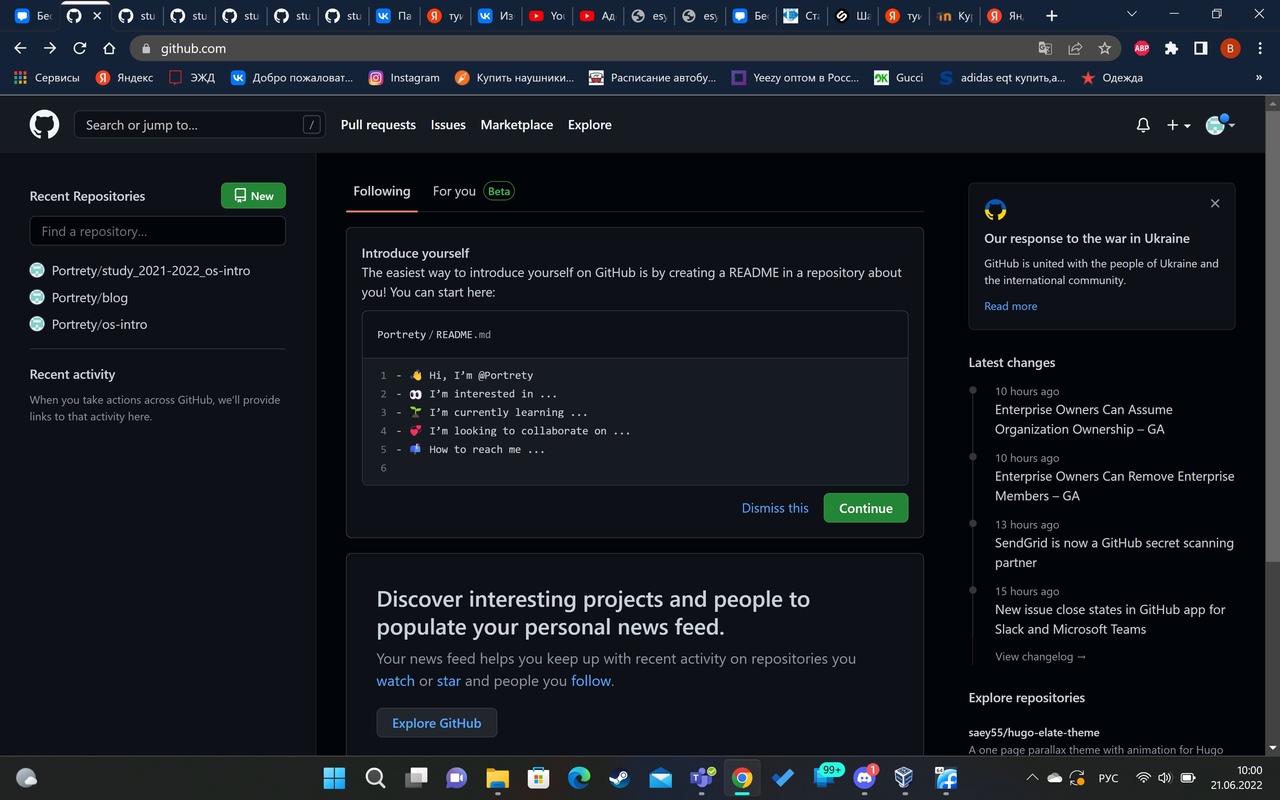 Бес
stu
stu
stu
stu
stu
Па
туи
Из
You
Ад
esy
esy
Бес
Ста
Ша
туи
Ку
Ян
github.com
ABP
B
Сервисы
Яндекс
ЭЖД
Добро пожаловат...
Instagram
Купить наушники...
Расписание автобу...
Yeezy оптом в Росс...
Gucci
adidas eqt купить,а...
Одежда
»
Search or jump to...
/
Pull requests
Issues
Marketplace
Explore
Recent Repositories
New
Find a repository...
Portrety/study_2021-2022_os-intro
Portrety/blog
Portrety/os-intro
Recent activity
When you take actions across GitHub, we'll provide
links to that activity here.
Following
For you
Beta
Introduce yourself
The easiest way to introduce yourself on GitHub is by creating a README in a repository about
you! You can start here:
Portrety / README.md
1 - 👋 Hi, I'm @Portrety
2 - 👀 I'm interested in ...
3 - 🌱 I'm currently learning ...
4 - 💞️ I'm looking to collaborate on ...
5 - 📫 How to reach me ...
6
Dismiss this
Continue
Discover interesting projects and people to
populate your personal news feed.
Your news feed helps you keep up with recent activity on repositories you
watch or star and people you follow.
Explore GitHub
Our response to the war in Ukraine
GitHub is united with the people of Ukraine and
the international community.
Read more
Latest changes
10 hours ago
Enterprise Owners Can Assume
Organization Ownership – GA
10 hours ago
Enterprise Owners Can Remove Enterprise
Members – GA
13 hours ago
SendGrid is now a GitHub secret scanning
partner
15 hours ago
New issue close states in GitHub app for
Slack and Microsoft Teams
View changelog →
Explore repositories
saey55/hugo-elate-theme
A one page parallax theme with animation for Hugo
99+
1
РУС
10:00
21.06.2022